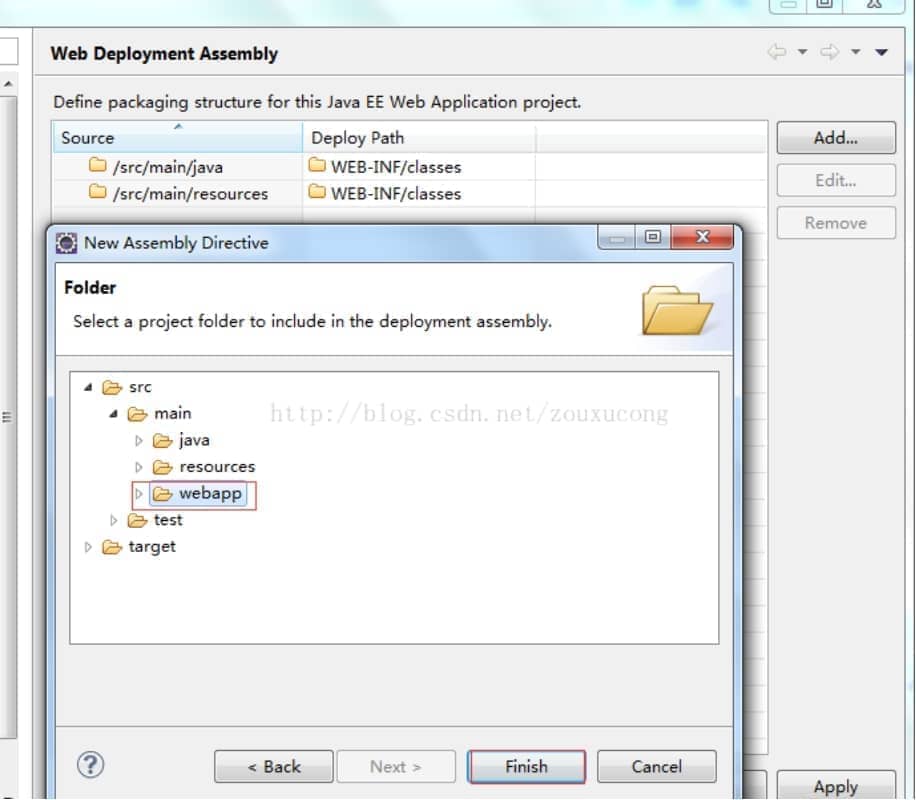 Web Deployment Assembly
Define packaging structure for this Java EE Web Application project.
Source Deploy Path
/src/main/java WEB-INF/classes
/src/main/resources WEB-INF/classes
Add...
Edit...
Remove
New Assembly Directive
Folder
Select a project folder to include in the deployment assembly.
src
main
http://blog.csdn.net/zouxucong
java
resources
webapp
test
target
? < Back Next > Finish Cancel
Apply